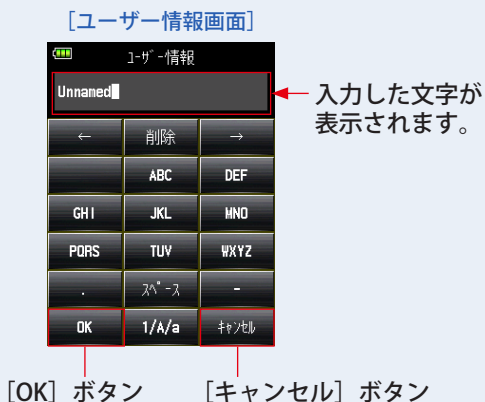 ［ユーザー情報画面］
ﾕｰｻﾞｰ情報
Unnamed
入力した文字が
表示されます。
← 削除 →
ABC DEF
GHI JKL MNO
PQRS TUV WXYZ
. ｽﾍﾟｰｽ -
OK 1/A/a ｷｬﾝｾﾙ
［OK］ボタン ［キャンセル］ボタン